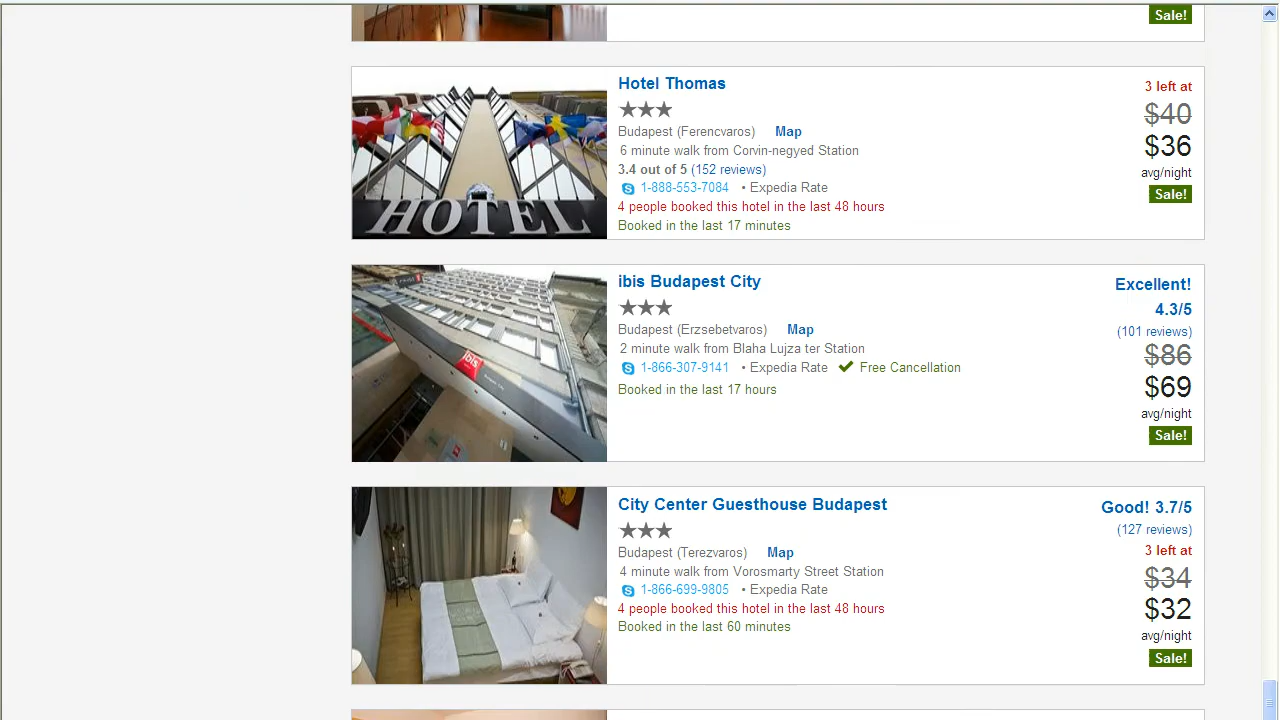 Sale!
Hotel Thomas
3 left at
$40
Budapest (Ferencvaros) Map
$36
6 minute walk from Corvin-negyed Station
3.4 out of 5 (152 reviews)
avg/night
1-888-553-7084 • Expedia Rate
Sale!
4 people booked this hotel in the last 48 hours
Booked in the last 17 minutes
HOTEL
ibis Budapest City
Excellent!
4.3/5
Budapest (Erzsebetvaros) Map
(101 reviews)
2 minute walk from Blaha Lujza ter Station
$86
1-866-307-9141 • Expedia Rate Free Cancellation
$69
Booked in the last 17 hours
avg/night
Sale!
ibis
City Center Guesthouse Budapest
Good! 3.7/5
(127 reviews)
Budapest (Terezvaros) Map
3 left at
4 minute walk from Vorosmarty Street Station
$34
1-866-699-9805 • Expedia Rate
4 people booked this hotel in the last 48 hours
$32
Booked in the last 60 minutes
avg/night
Sale!